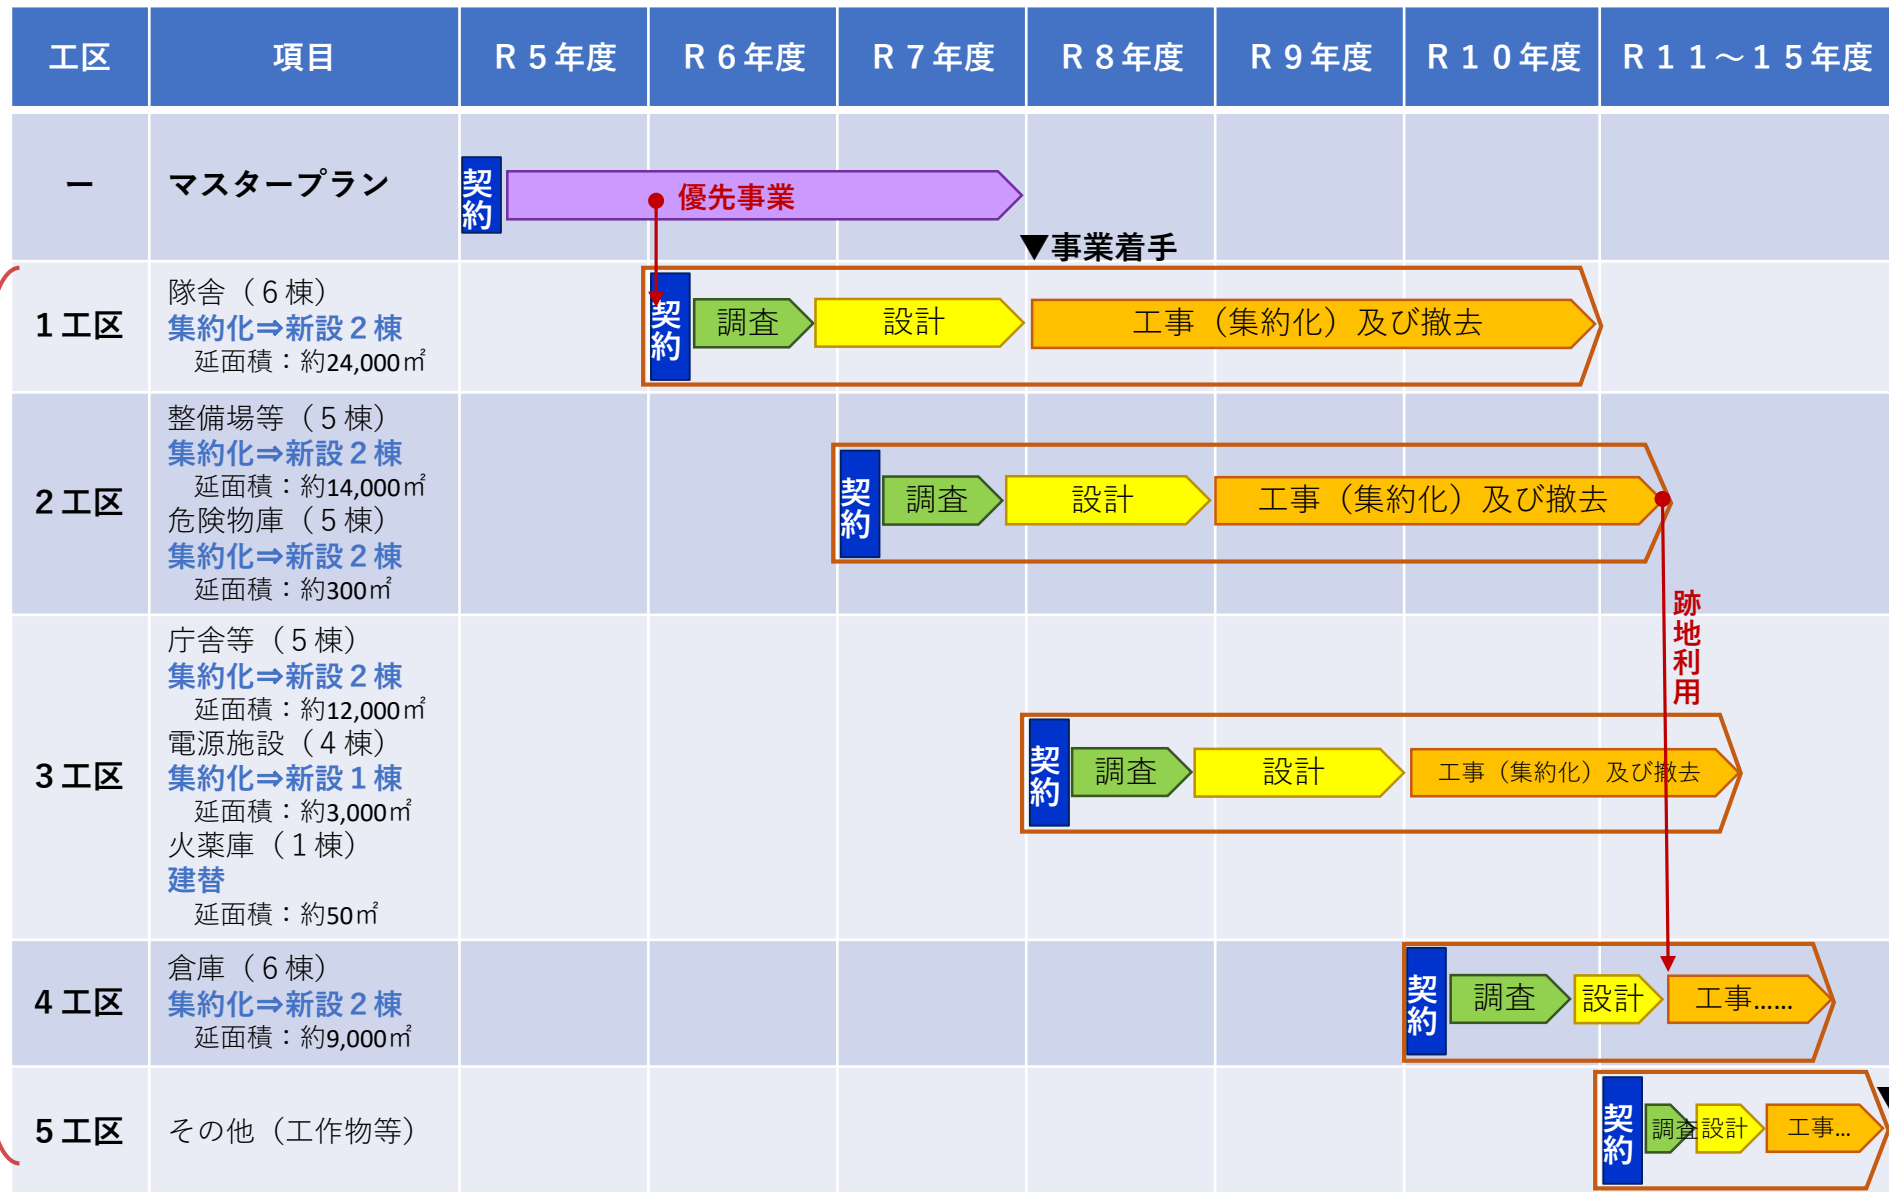 工区 項目 R5年度 R6年度 R7年度 R8年度 R9年度 R10年度 R11～15年度
ー マスタープラン
契約
優先事業
▼事業着手
1工区
隊舎（6棟）
集約化⇒新設2棟
延面積：約24,000㎡
契約 調査 設計 工事（集約化）及び撤去
2工区
整備場等（5棟）
集約化⇒新設2棟
延面積：約14,000㎡
危険物庫（5棟）
集約化⇒新設2棟
延面積：約300㎡
契約 調査 設計 工事（集約化）及び撤去
跡地利用
3工区
庁舎等（5棟）
集約化⇒新設2棟
延面積：約12,000㎡
電源施設（4棟）
集約化⇒新設1棟
延面積：約3,000㎡
火薬庫（1棟）
建替
延面積：約50㎡
契約 調査 設計 工事（集約化）及び撤去
4工区
倉庫（6棟）
集約化⇒新設2棟
延面積：約9,000㎡
契約 調査 設計 工事……
5工区 その他（工作物等）
契約 調査 設計 工事…